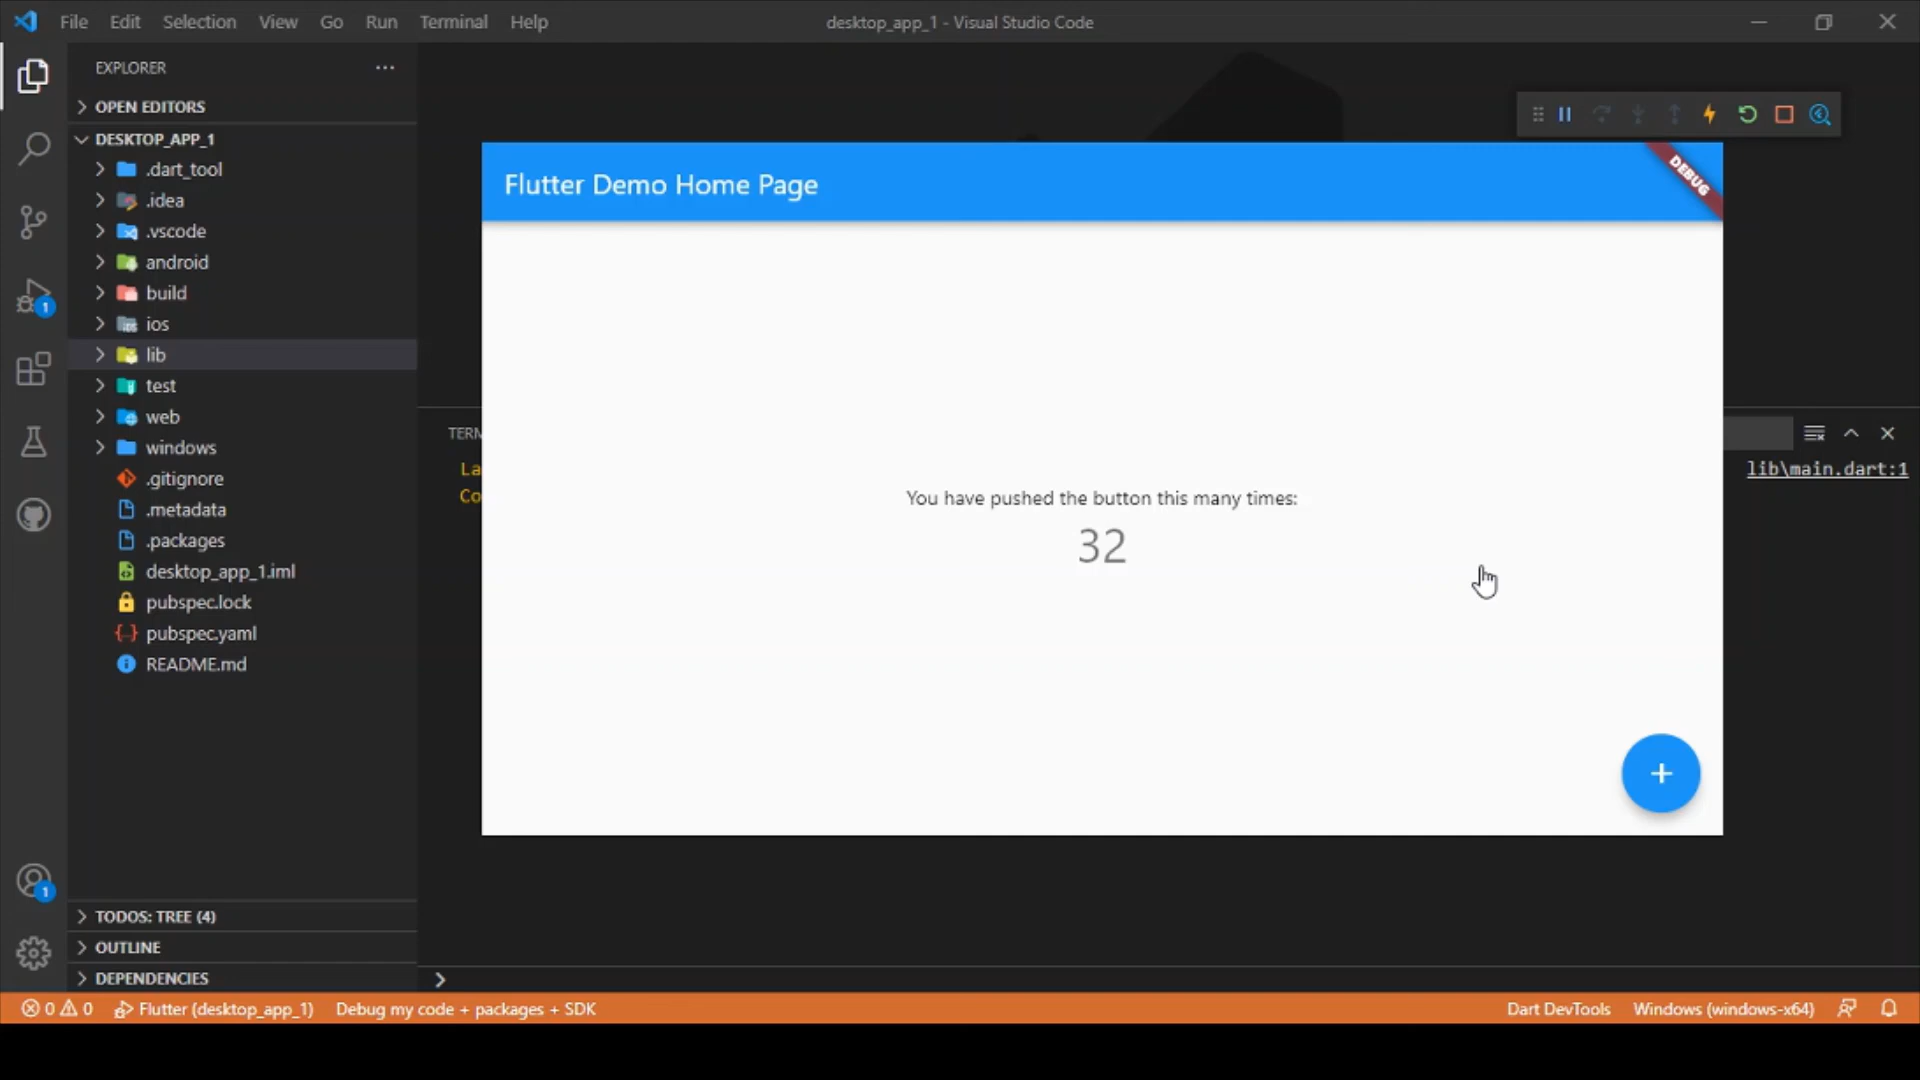 File Edit Selection View Go Run Terminal Help
desktop_app_1 - Visual Studio Code
EXPLORER
OPEN EDITORS
DESKTOP_APP_1
.dart_tool
.idea
.vscode
android
build
ios
lib
test
web
windows
.gitignore
.metadata
.packages
desktop_app_1.iml
pubspec.lock
pubspec.yaml
README.md
TODOS: TREE (4)
OUTLINE
DEPENDENCIES
1
1
Flutter Demo Home Page
DEBUG
You have pushed the button this many times:
32
TERM
La
Co
lib\main.dart:1
0 0 Flutter (desktop_app_1) Debug my code + packages + SDK
Dart DevTools Windows (windows-x64)